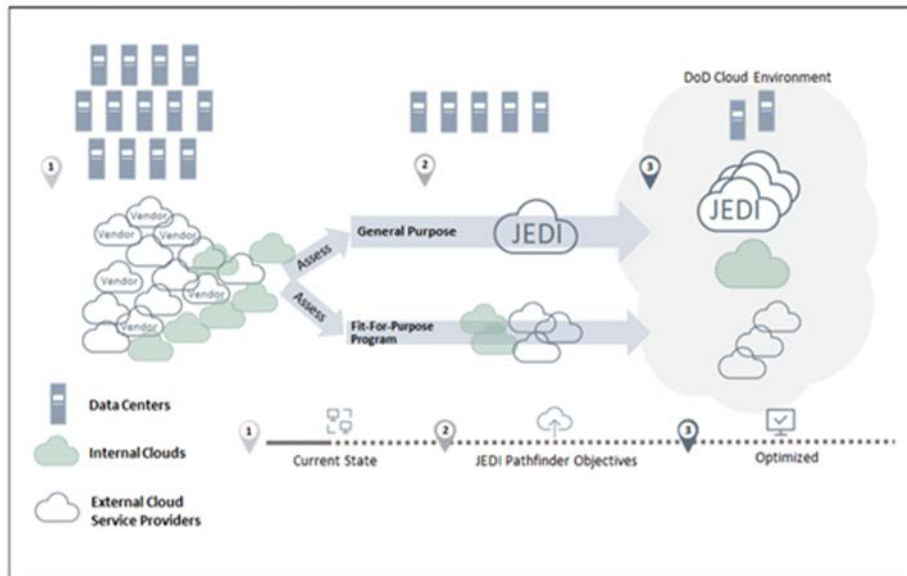 DoD Cloud Environment
1
2
3
Vendor
Vendor
Vendor
Vendor
Vendor
Vendor
Assess
General Purpose
JEDI
JEDI
Assess
Fit-For-Purpose
Program
Data Centers
Internal Clouds
External Cloud
Service Providers
1
2
3
Current State
JEDI Pathfinder Objectives
Optimized